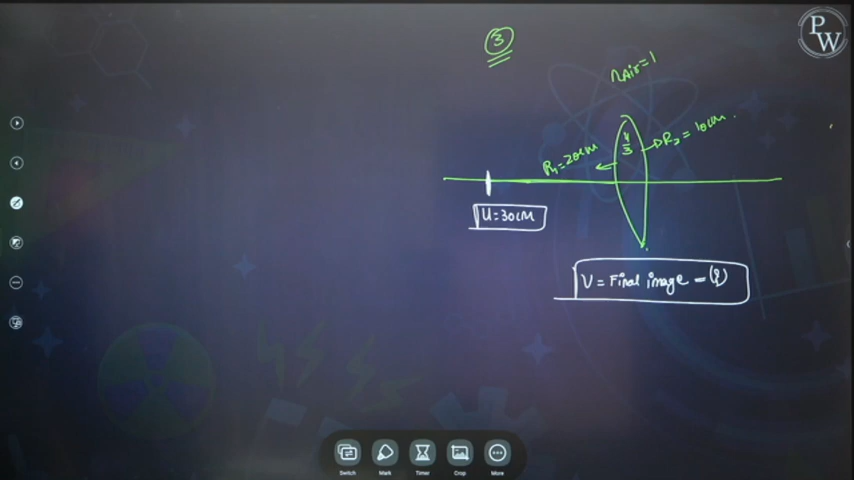 3
PW
nAir=1
4/3
R₁=20cm
R₂=10cm
U=30cm
V = Final image = (?)
Switch
Mark
Timer
Crop
More